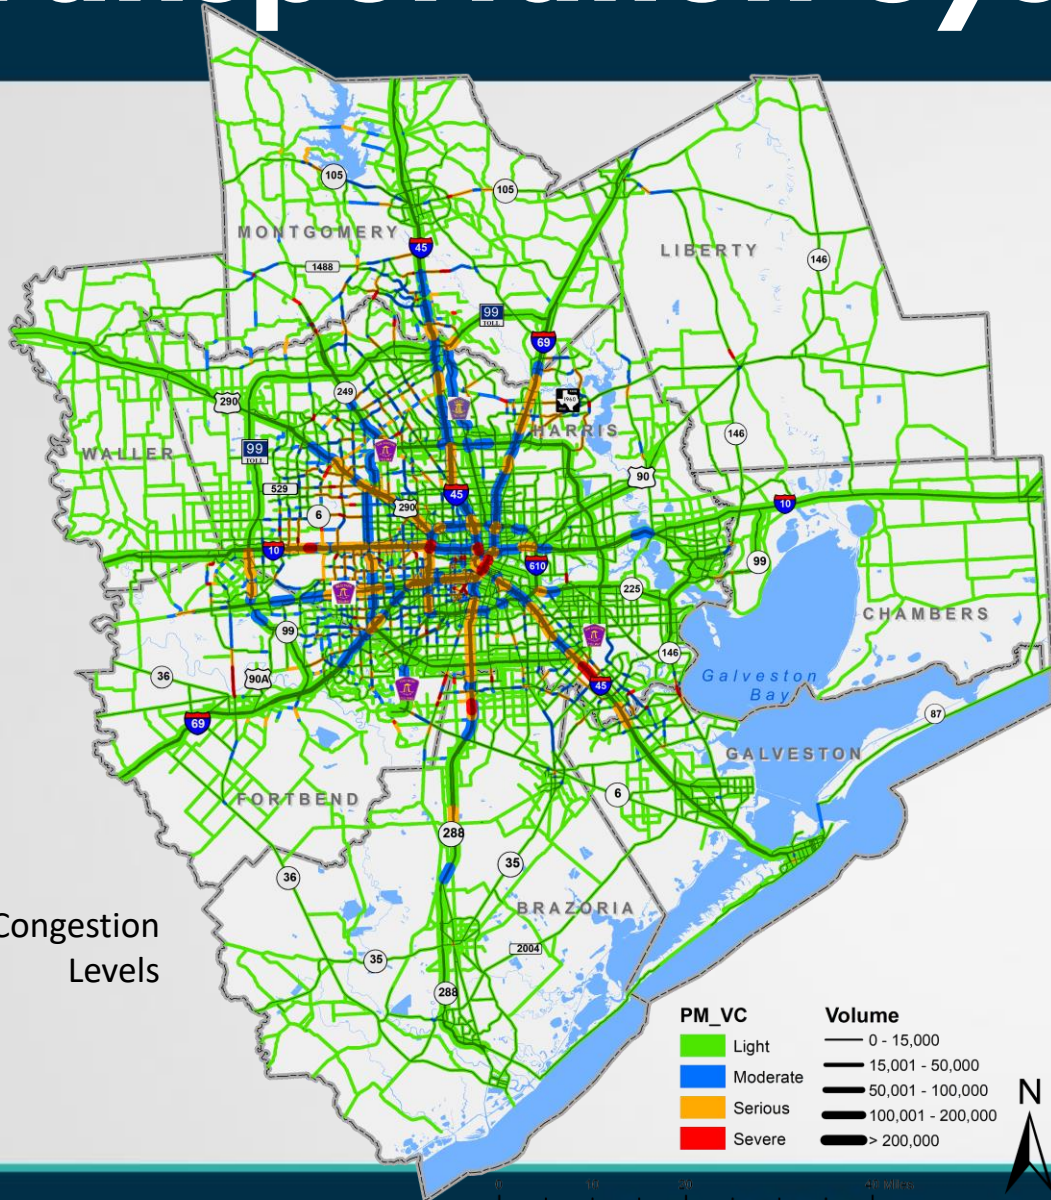 105
105
MONTGOMERY
45
LIBERTY
146
1488
99
TOLL
69
249
290
1960
HARRIS
146
WALLER
99
TOLL
90
529
45
10
6
290
10
610
99
225
CHAMBERS
99
146
36
90A
45
Galveston
Bay
69
87
GALVESTON
FORTBEND
6
288
35
36
BRAZORIA
Congestion
Levels
2004
35
288
PM_VC
Light
Moderate
Serious
Severe
Volume
0 - 15,000
15,001 - 50,000
50,001 - 100,000
100,001 - 200,000
> 200,000
N